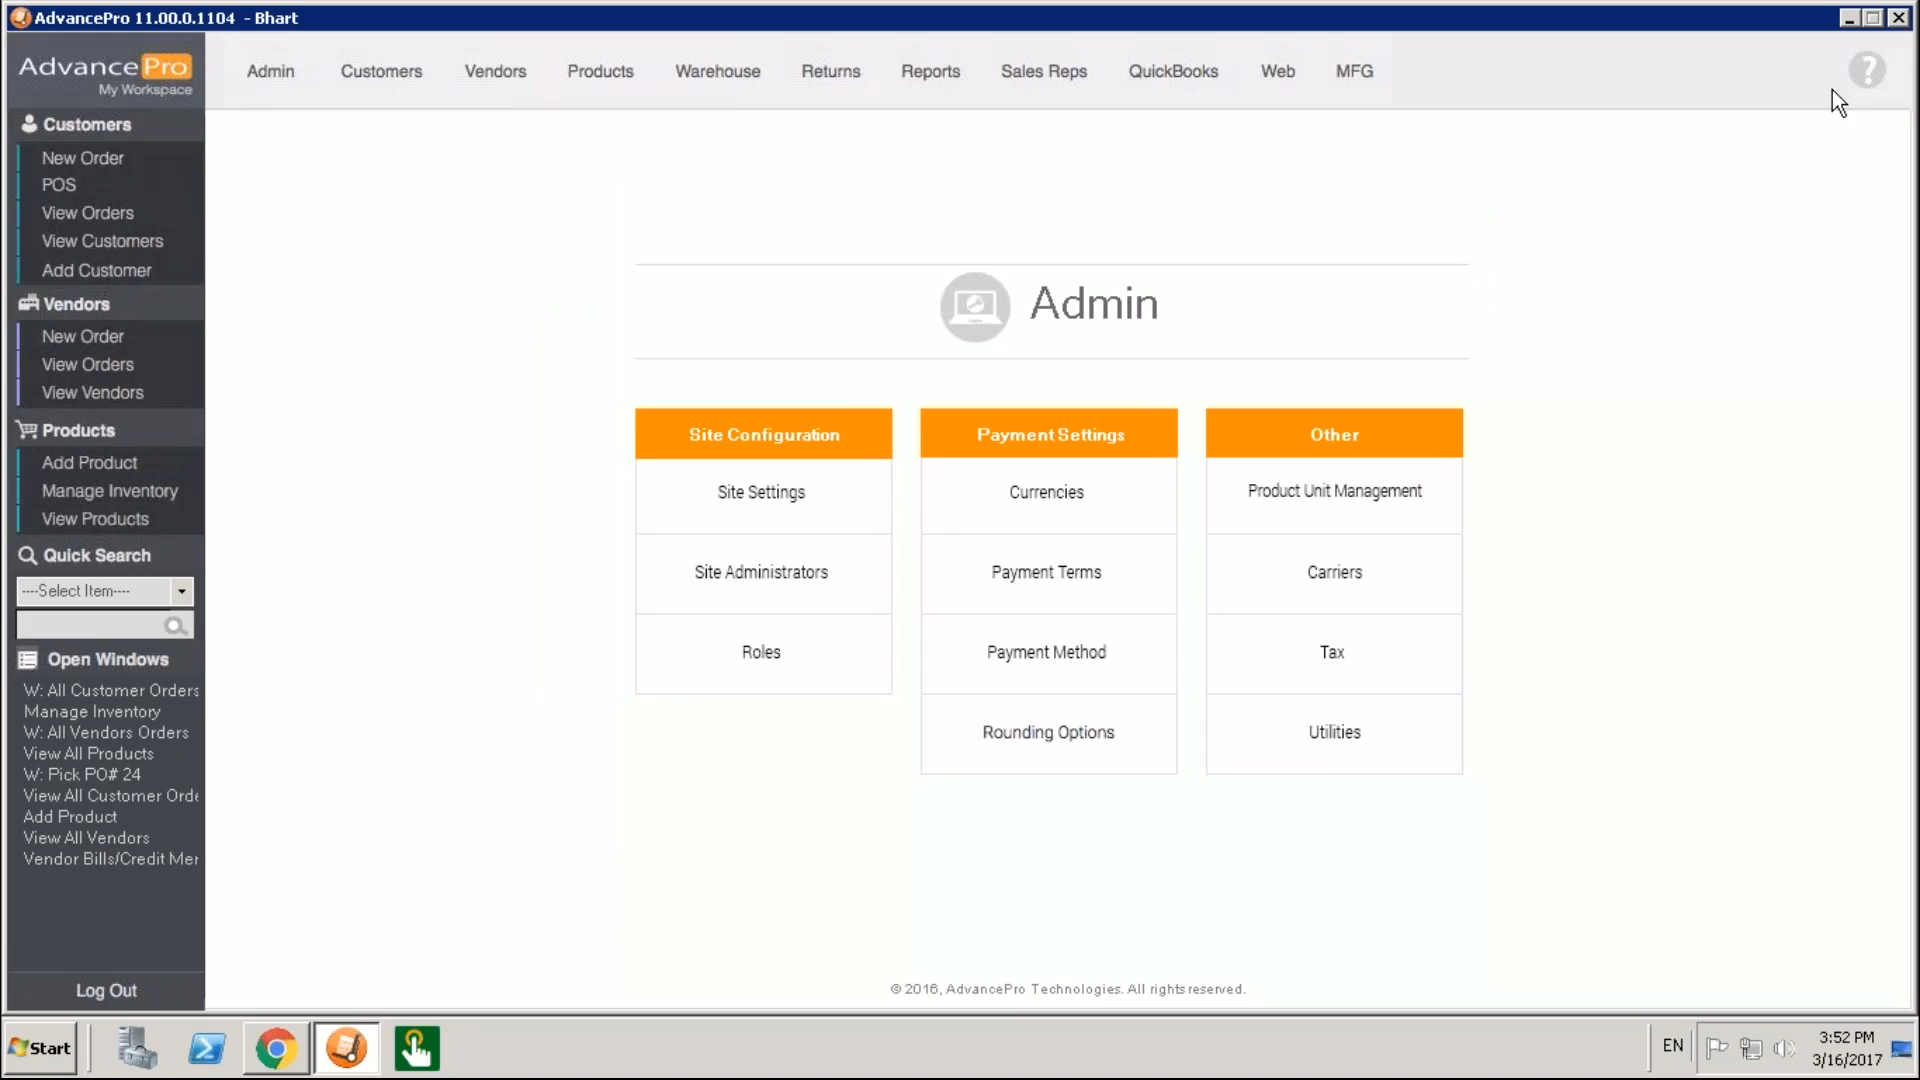 AdvancePro 11.00.0.1104 - Bhart
AdvancePro
My Workspace
Admin
Customers
Vendors
Products
Warehouse
Returns
Reports
Sales Reps
QuickBooks
Web
MFG
?
Customers
New Order
POS
View Orders
View Customers
Add Customer
Vendors
New Order
View Orders
View Vendors
Products
Add Product
Manage Inventory
View Products
Quick Search
----Select Item----
Open Windows
W: All Customer Orders
Manage Inventory
W: All Vendors Orders
View All Products
W: Pick PO# 24
View All Customer Orde
Add Product
View All Vendors
Vendor Bills/Credit Mer
Log Out
Admin
Site Configuration
Site Settings
Site Administrators
Roles
Payment Settings
Currencies
Payment Terms
Payment Method
Rounding Options
Other
Product Unit Management
Carriers
Tax
Utilities
© 2016, AdvancePro Technologies. All rights reserved.
Start
EN
3:52 PM
3/16/2017